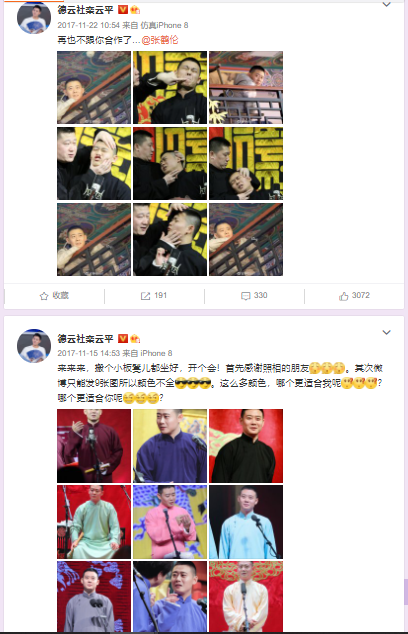 德云社栾云平
2017-11-22 10:54 来自 仿真iPhone 8
再也不跟你合作了...@张鹤伦
收藏
191
330
3072
德云社栾云平
2017-11-15 14:53 来自 iPhone 8
来来来，搬个小板凳儿都坐好，开个会！首先感谢照相的朋友。其次微
博只能发9张图所以颜色不全。这么多颜色，哪个更适合我呢？
哪个更适合你呢？